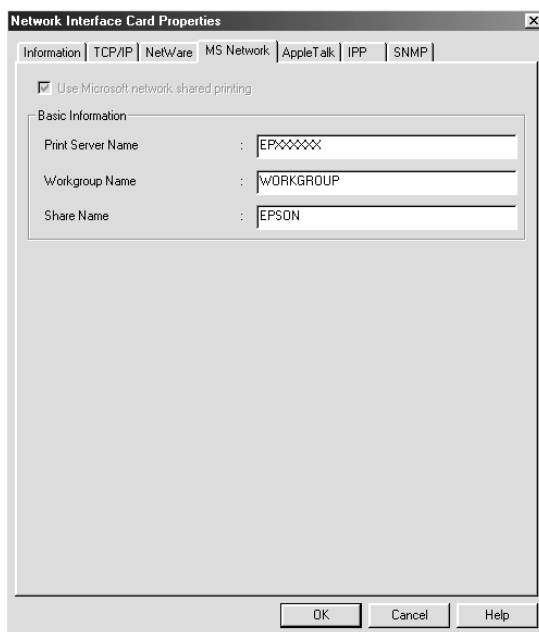 Network Interface Card Properties
Information TCP/IP NetWare MS Network AppleTalk IPP SNMP
Use Microsoft network shared printing
Basic Information
Print Server Name : EPXXXXXX
Workgroup Name : WORKGROUP
Share Name : EPSON
OK Cancel Help